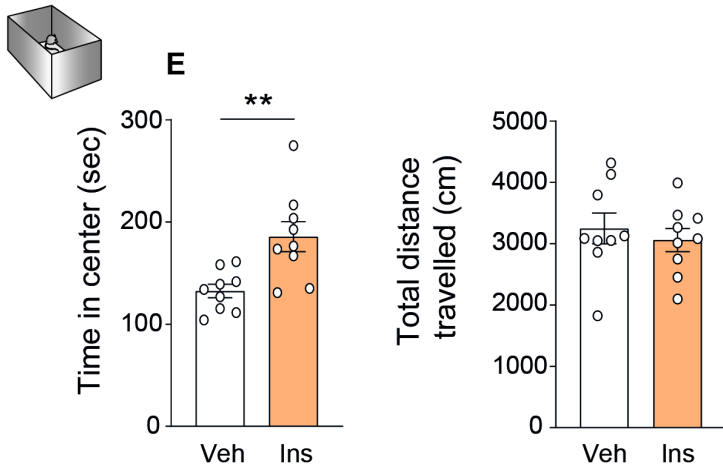 E
**
Time in center (sec)
300
200
100
0
Veh Ins
Total distance
travelled (cm)
5000
4000
3000
2000
1000
0
Veh Ins